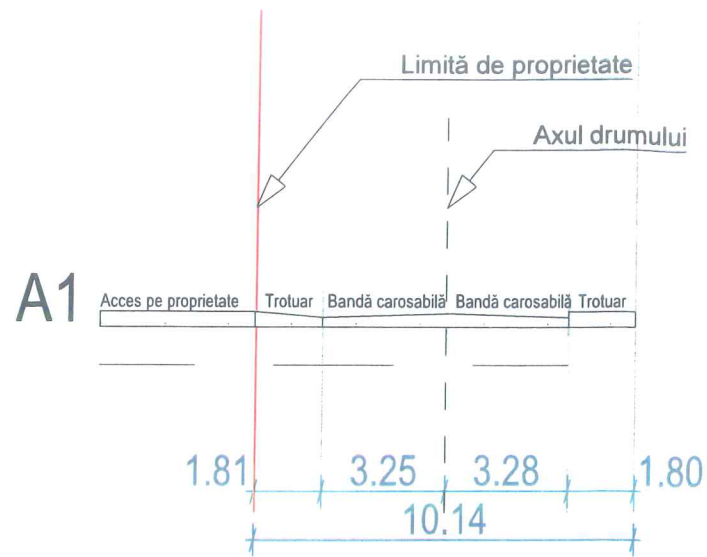 Limită de proprietate
Axul drumului
A1
Acces pe proprietate Trotuar Bandă carosabilă Bandă carosabilă Trotuar
1.81 3.25 3.28 1.80
10.14